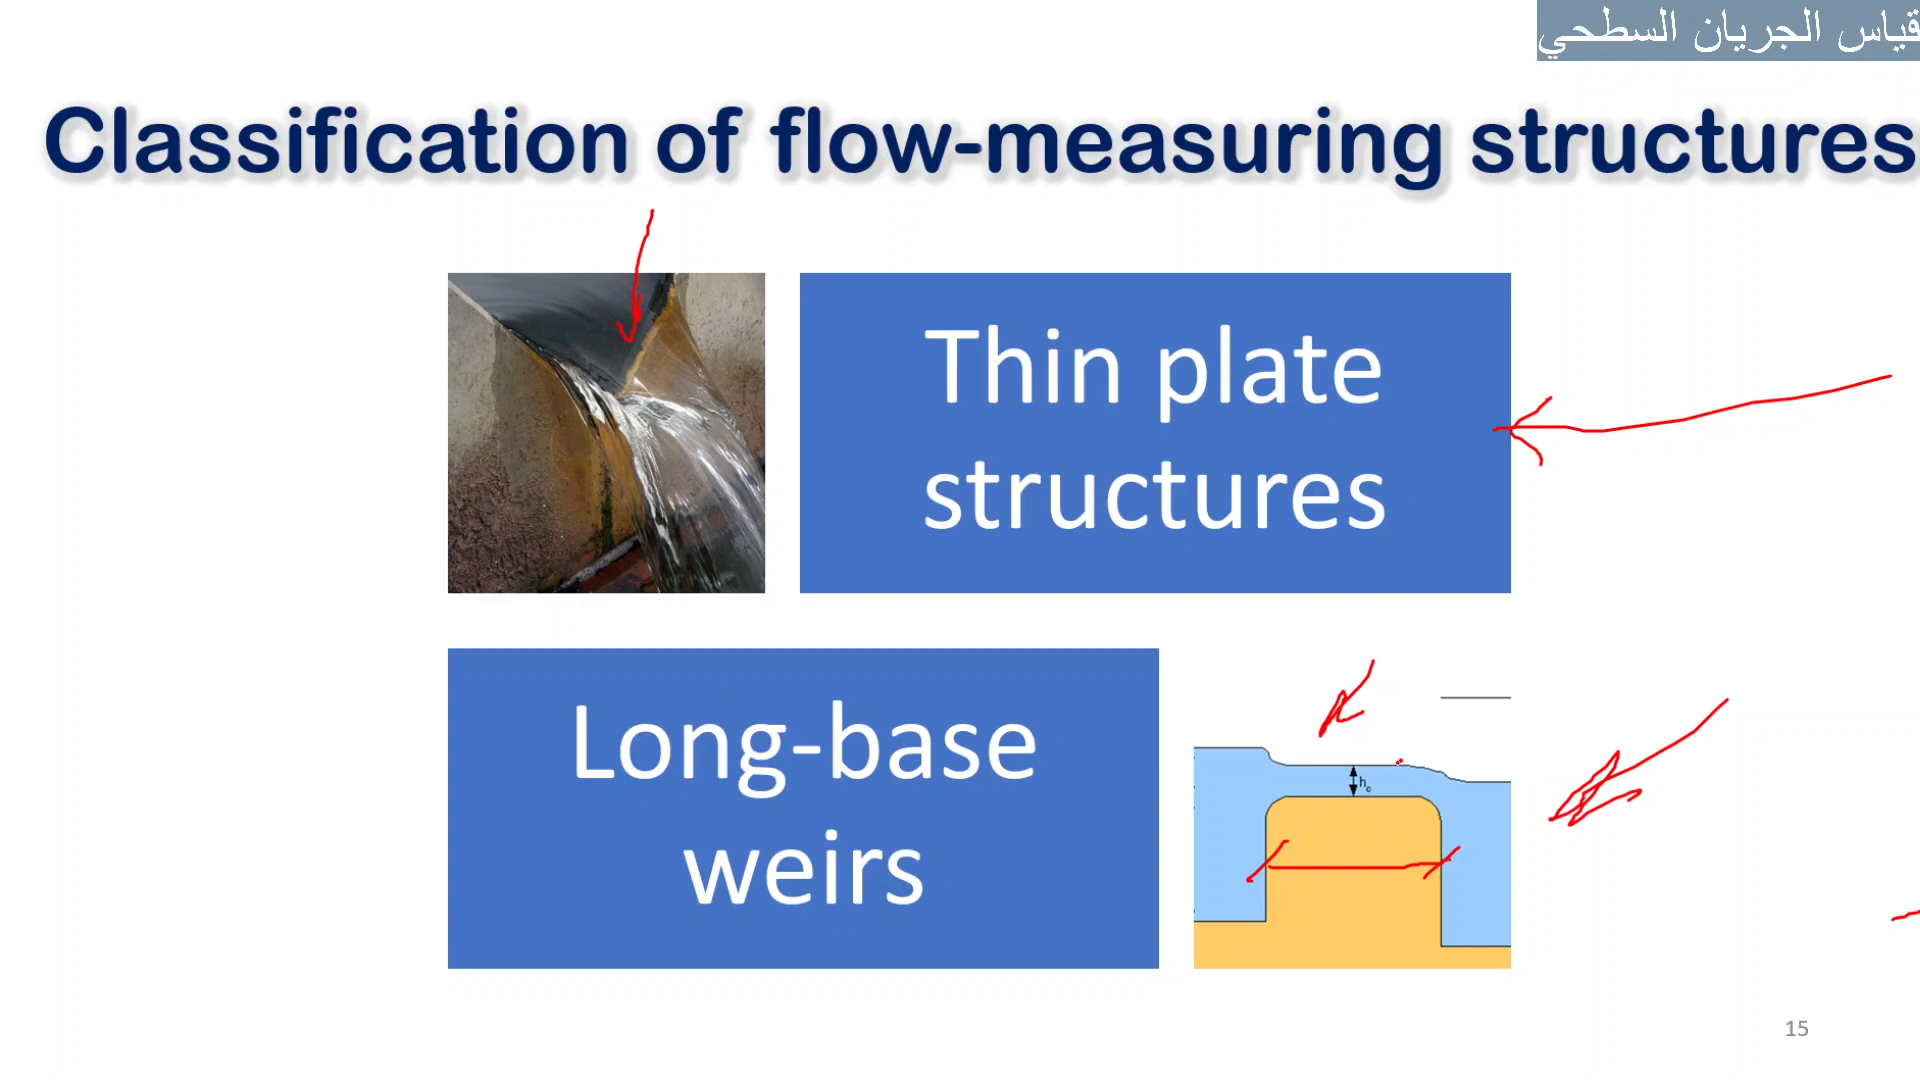 قياس الجريان السطحي
Classification of flow-measuring structures
Thin plate
structures
Long-base
weirs
hc
15